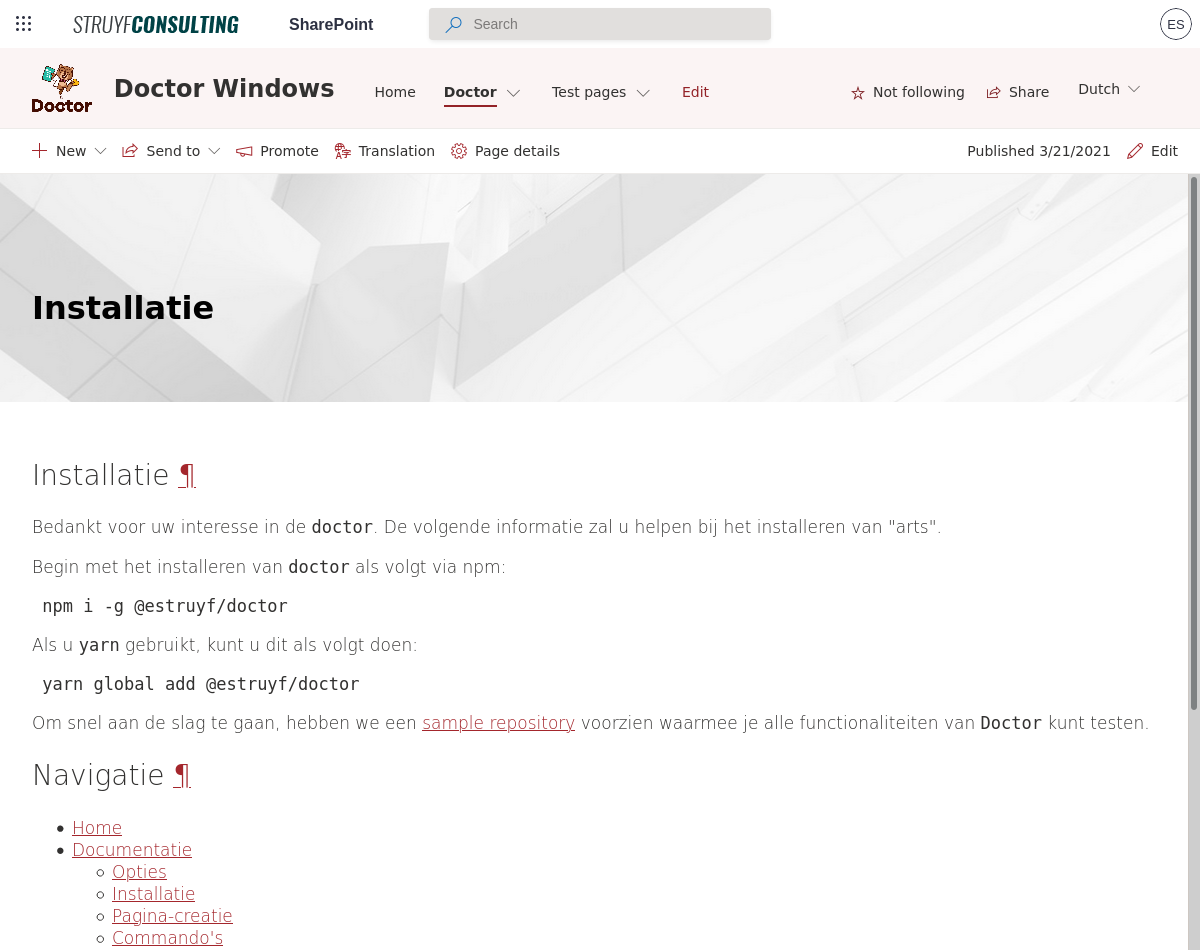 STRUYFCONSULTING
SharePoint
Search
ES
Doctor
Doctor Windows
Home
Doctor
Test pages
Edit
Not following
Share
Dutch
New
Send to
Promote
Translation
Page details
Published 3/21/2021
Edit
Installatie
Installatie ¶
Bedankt voor uw interesse in de doctor. De volgende informatie zal u helpen bij het installeren van "arts".
Begin met het installeren van doctor als volgt via npm:
npm i -g @estruyf/doctor
Als u yarn gebruikt, kunt u dit als volgt doen:
yarn global add @estruyf/doctor
Om snel aan de slag te gaan, hebben we een sample repository voorzien waarmee je alle functionaliteiten van Doctor kunt testen.
Navigatie ¶
Home
Documentatie
Opties
Installatie
Pagina-creatie
Commando's